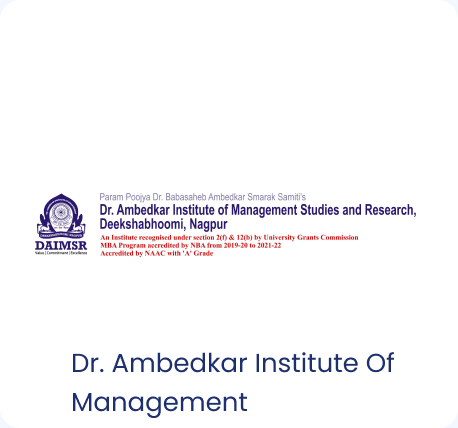 Param Poojya Dr. Babasaheb Ambedkar Smarak Samiti's
Dr. Ambedkar Institute of Management Studies and Research,
Deekshabhoomi, Nagpur
An Institute recognised under section 2(f) & 12(b) by University Grants Commission
MBA Program accredited by NBA from 2019-20 to 2021-22
Accredited by NAAC with 'A' Grade
DAIMSR
Value | Commitment | Excellence
Dr. Ambedkar Institute Of
Management